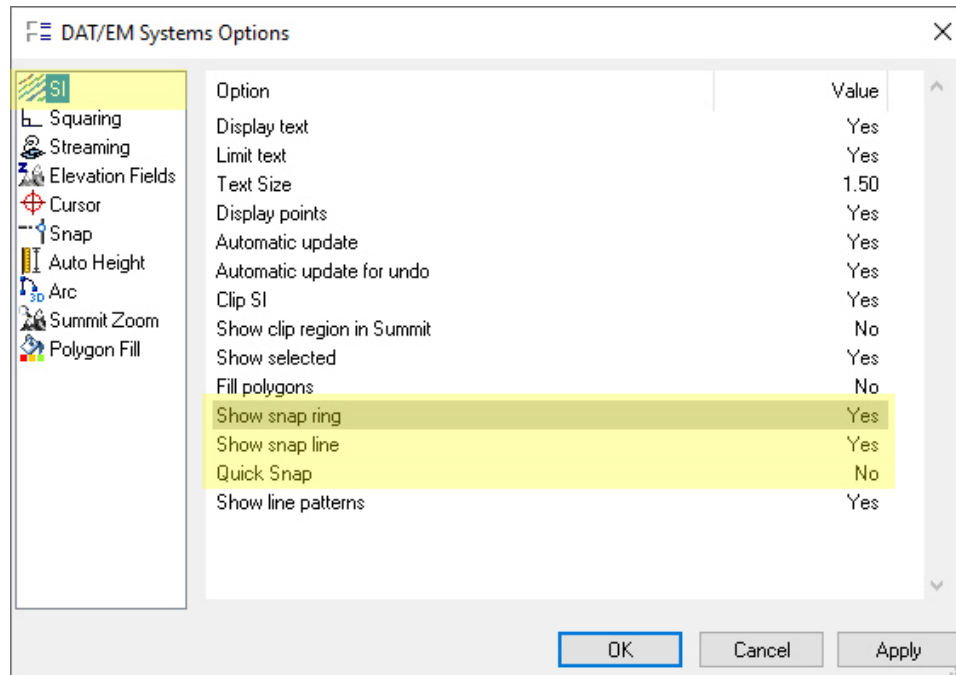 DAT/EM Systems Options
SI
Squaring
Streaming
Elevation Fields
Cursor
Snap
Auto Height
Arc
Summit Zoom
Polygon Fill
Option Value
Display text Yes
Limit text Yes
Text Size 1.50
Display points Yes
Automatic update Yes
Automatic update for undo Yes
Clip SI Yes
Show clip region in Summit No
Show selected Yes
Fill polygons No
Show snap ring Yes
Show snap line Yes
Quick Snap No
Show line patterns Yes
OK Cancel Apply